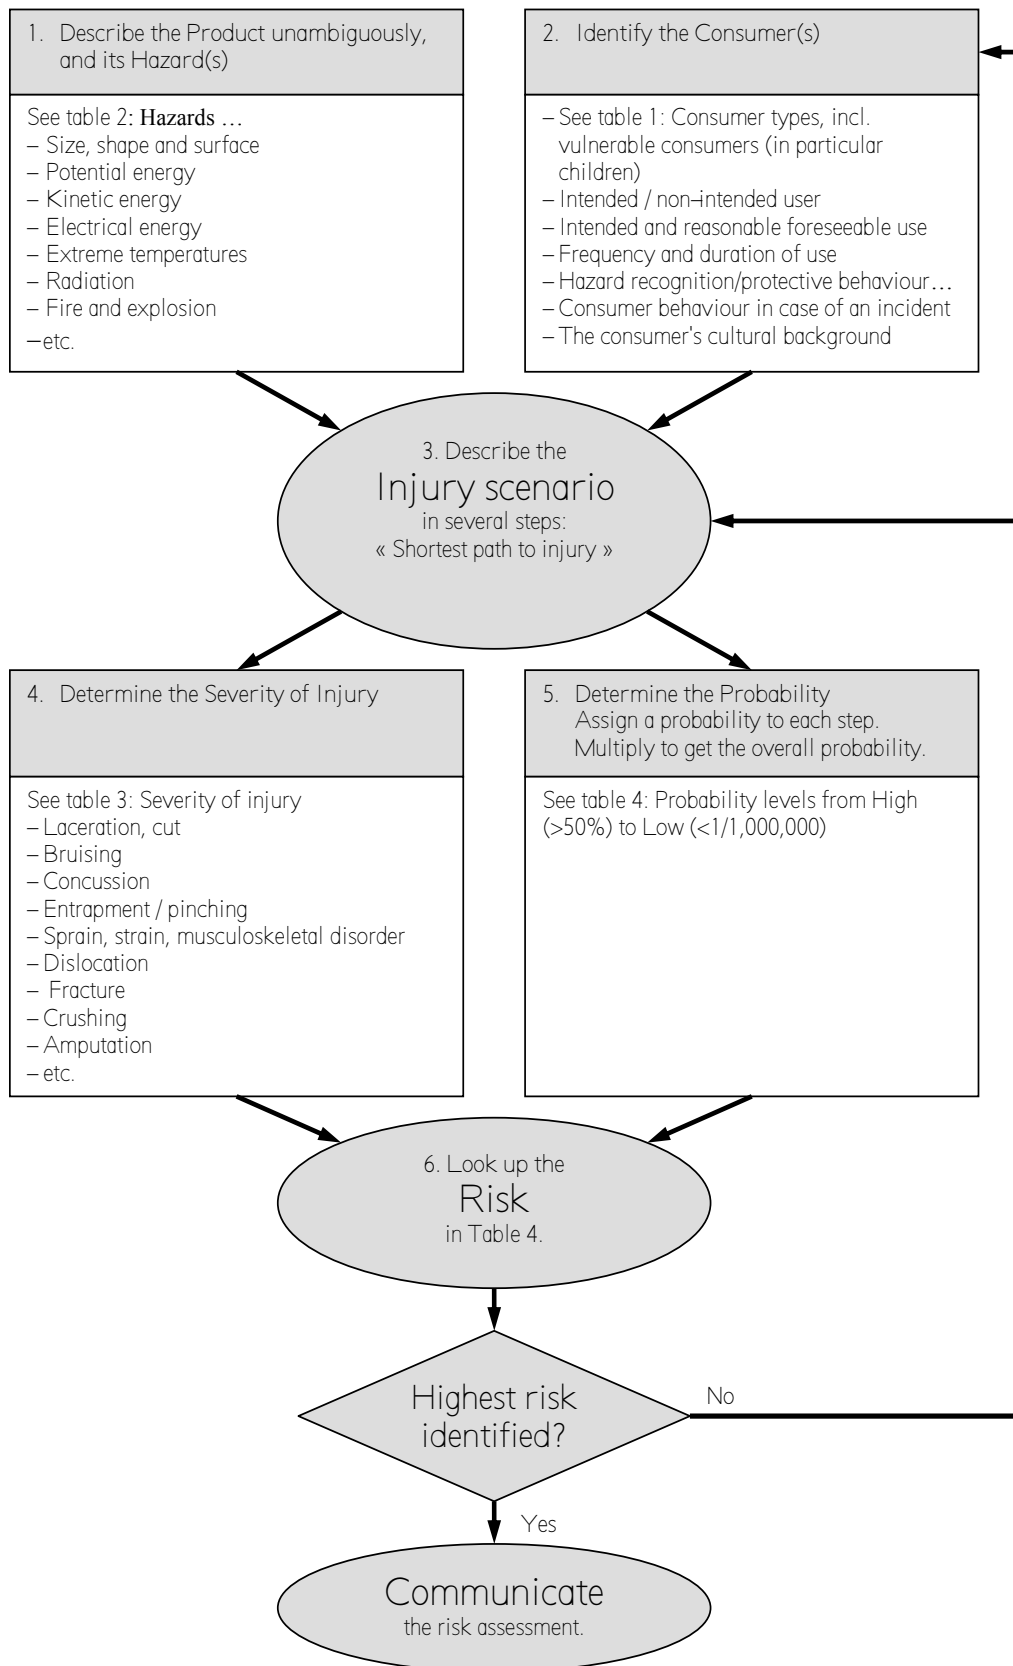 1. Describe the Product unambiguously,
and its Hazard(s)
See table 2: Hazards …
– Size, shape and surface
– Potential energy
– Kinetic energy
– Electrical energy
– Extreme temperatures
– Radiation
– Fire and explosion
– etc.
2. Identify the Consumer(s)
– See table 1: Consumer types, incl.
vulnerable consumers (in particular
children)
– Intended / non-intended user
– Intended and reasonable foreseeable use
– Frequency and duration of use
– Hazard recognition/protective behaviour…
– Consumer behaviour in case of an incident
– The consumer's cultural background
3. Describe the
Injury scenario
in several steps:
« Shortest path to injury »
4. Determine the Severity of Injury
See table 3: Severity of injury
– Laceration, cut
– Bruising
– Concussion
– Entrapment / pinching
– Sprain, strain, musculoskeletal disorder
– Dislocation
– Fracture
– Crushing
– Amputation
– etc.
5. Determine the Probability
Assign a probability to each step.
Multiply to get the overall probability.
See table 4: Probability levels from High
(>50%) to Low (<1/1,000,000)
6. Look up the
Risk
in Table 4.
Highest risk
identified?
No
Yes
Communicate
the risk assessment.